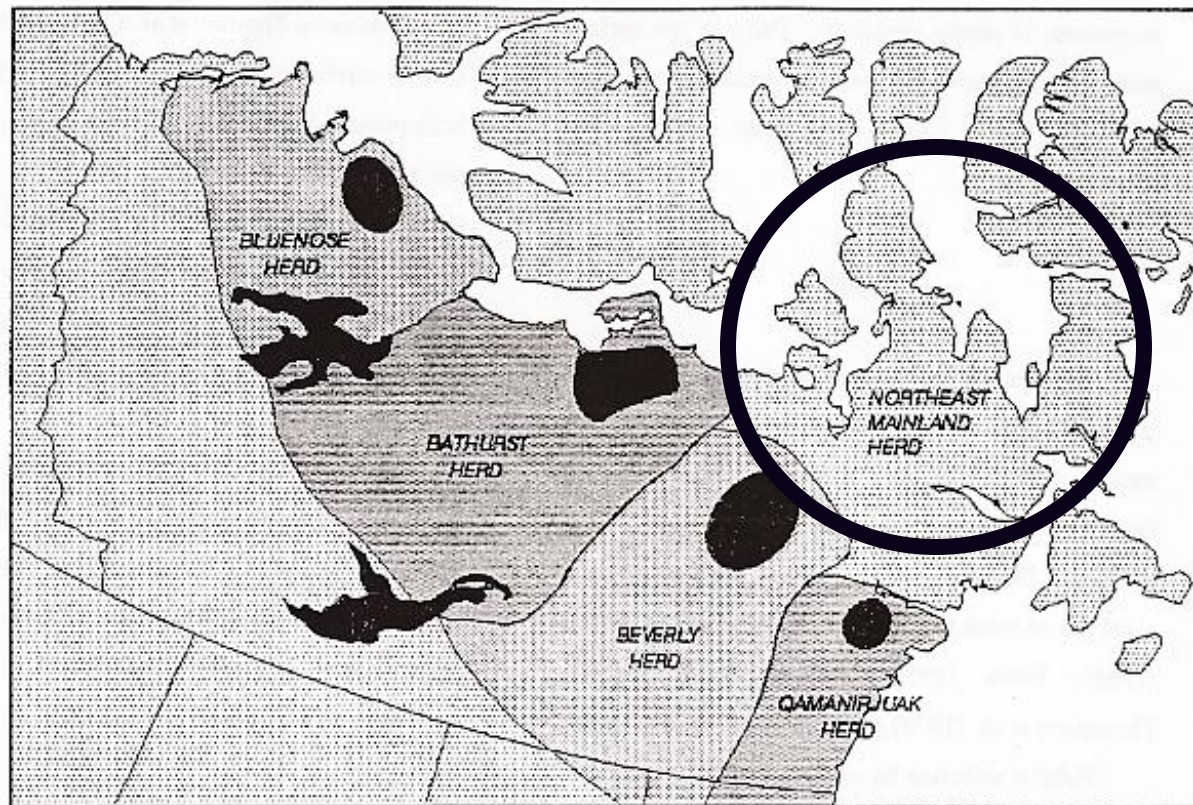 BLUENOSE
HERD
BATHURST
HERD
NORTHEAST
MAINLAND
HERD
BEVERLY
HERD
QAMANIRJUAK
HERD